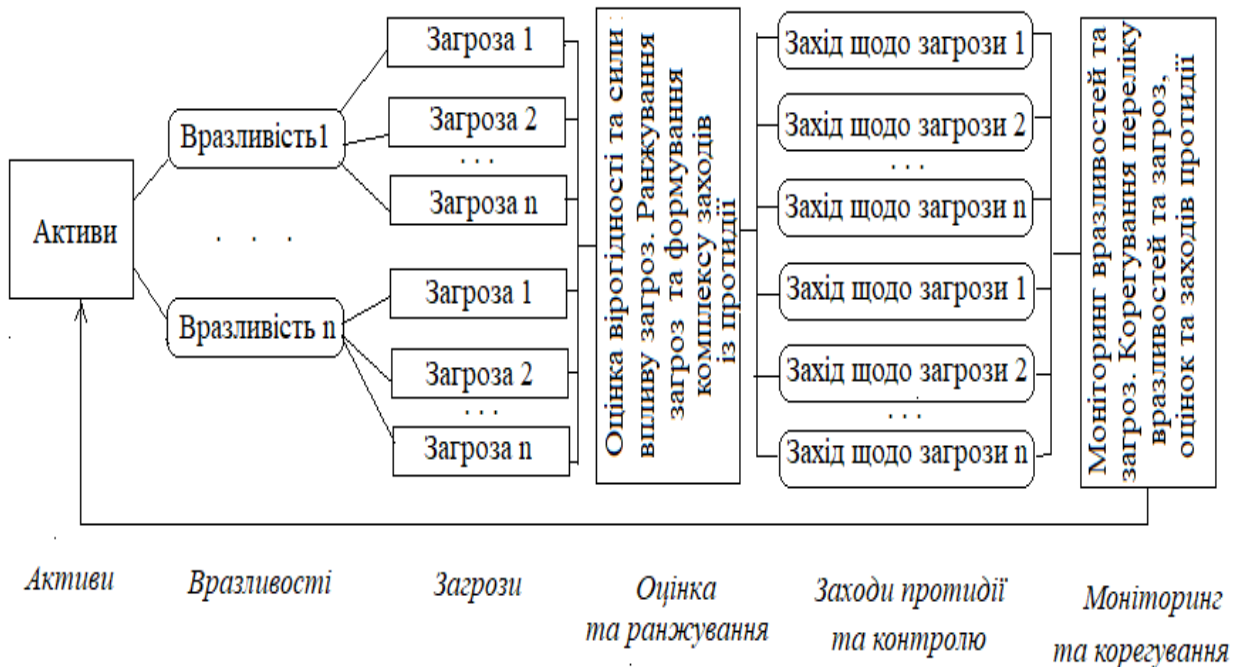 Активи
Вразливість1
. . .
Вразливість n
Загроза 1
Загроза 2
. . .
Загроза n
Загроза 1
Загроза 2
. . .
Загроза n
Оцінка вірогідності та сили
впливу загроз. Ранжування
загроз та формування
комплексу заходів
із протидії
Захід щодо загрози 1
Захід щодо загрози 2
. . .
Захід щодо загрози n
Захід щодо загрози 1
Захід щодо загрози 2
. . .
Захід щодо загрози n
Моніторинг вразливостей та
загроз. Корегування переліку
вразливостей та загроз,
оцінок та заходів протидії
Активи
Вразливості
Загрози
Оцінка
та ранжування
Заходи протидії
та контролю
Моніторинг
та корегування